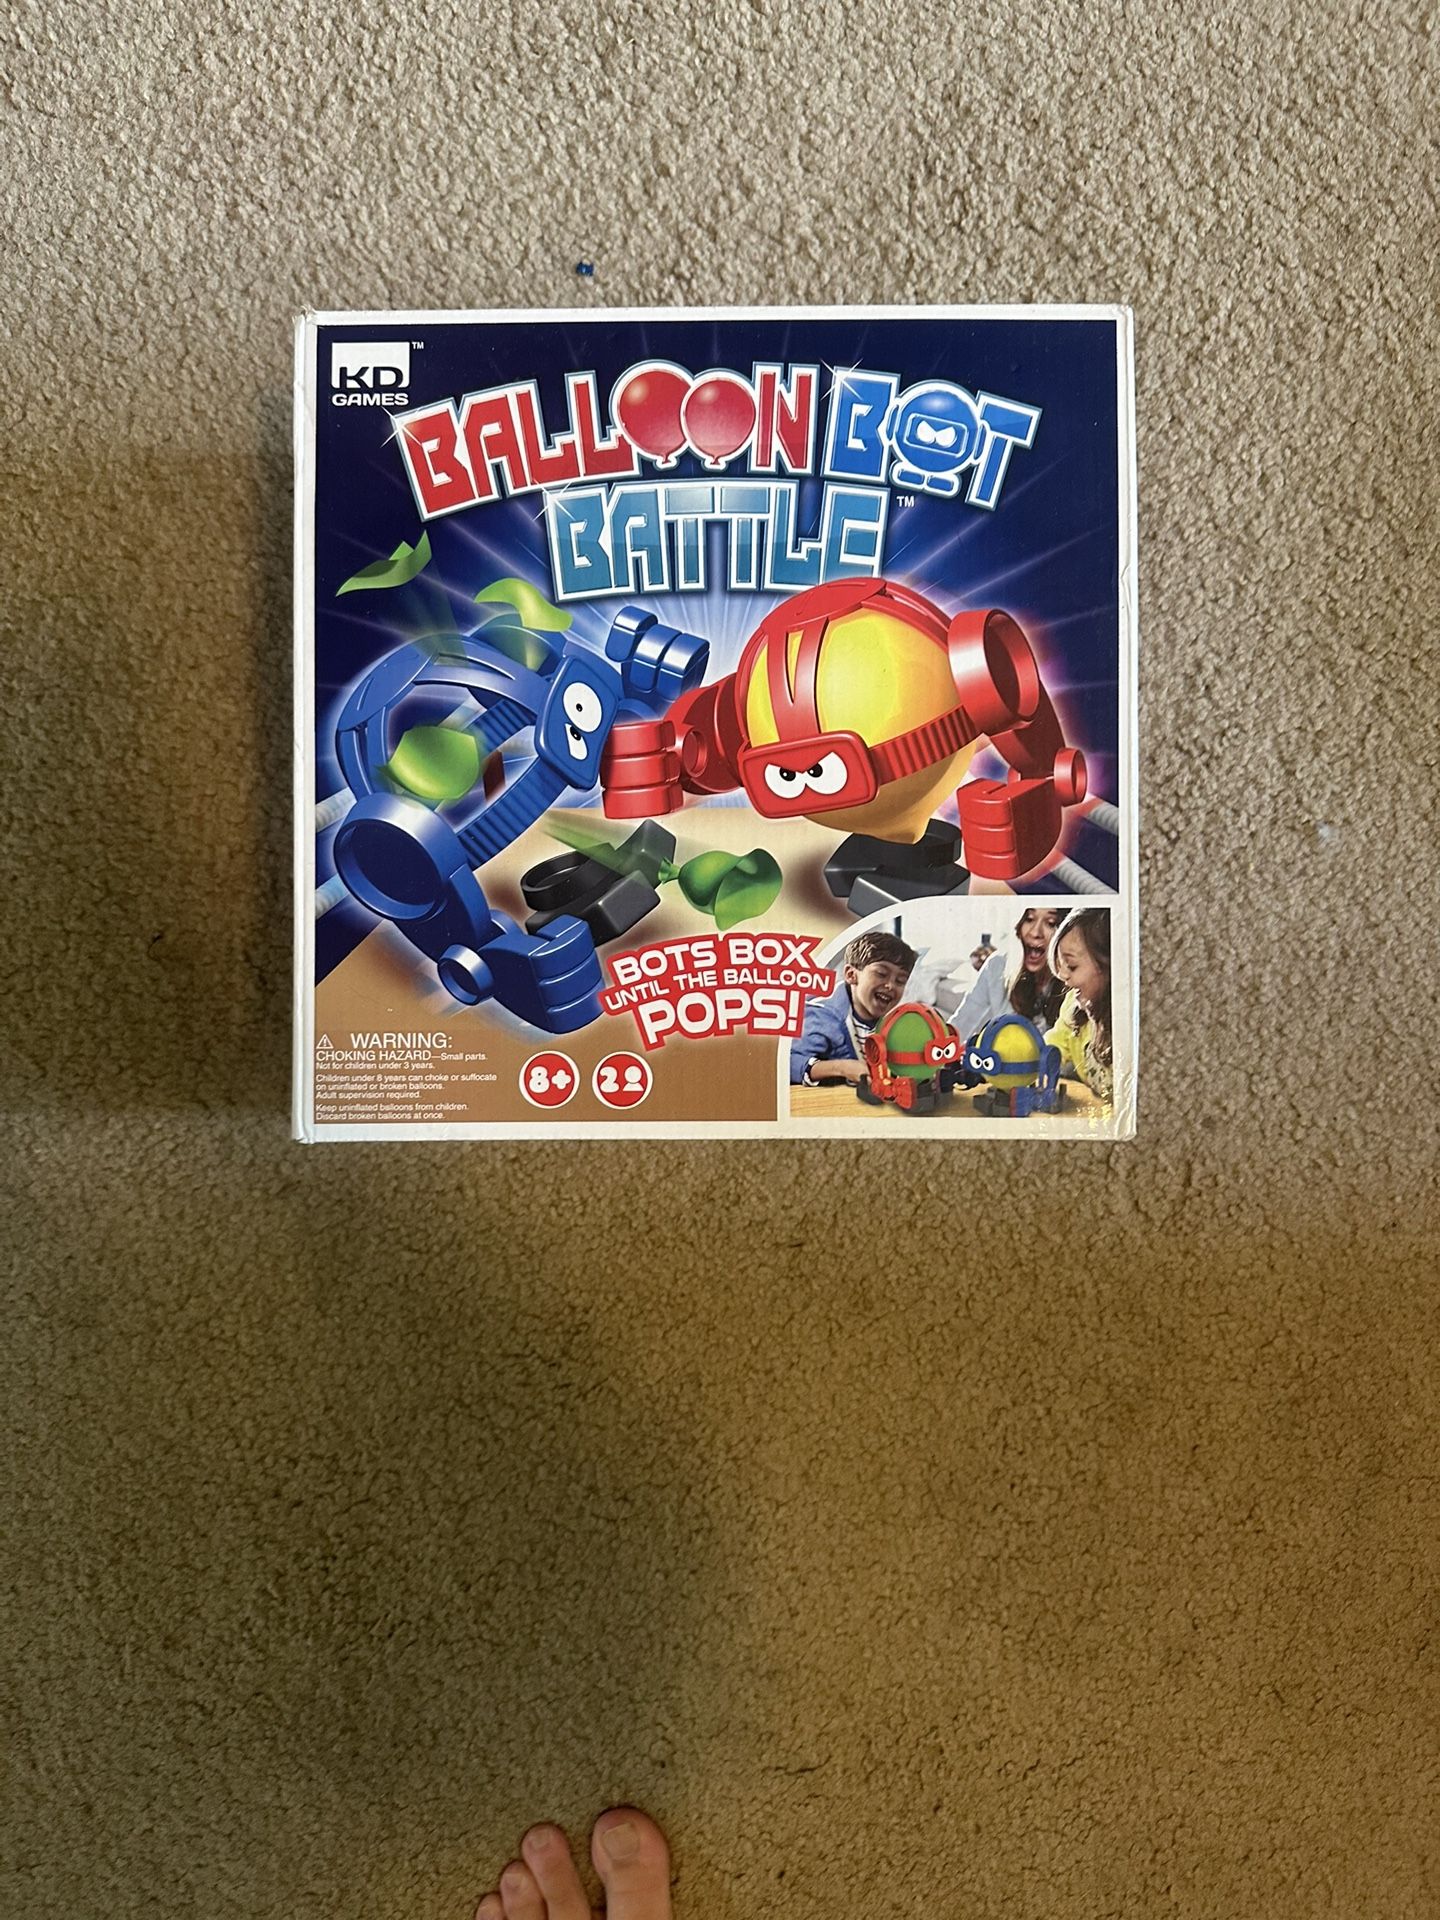 KD™
GAMES
BALLOON BOT
BATTLE™
BOTS BOX
UNTIL THE BALLOON
POPS!
⚠ WARNING:
CHOKING HAZARD—Small parts.
Not for children under 3 years.
Children under 8 years can choke or suffocate
on uninflated or broken balloons.
Adult supervision required.
Keep uninflated balloons from children.
Discard broken balloons at once.
8+
2